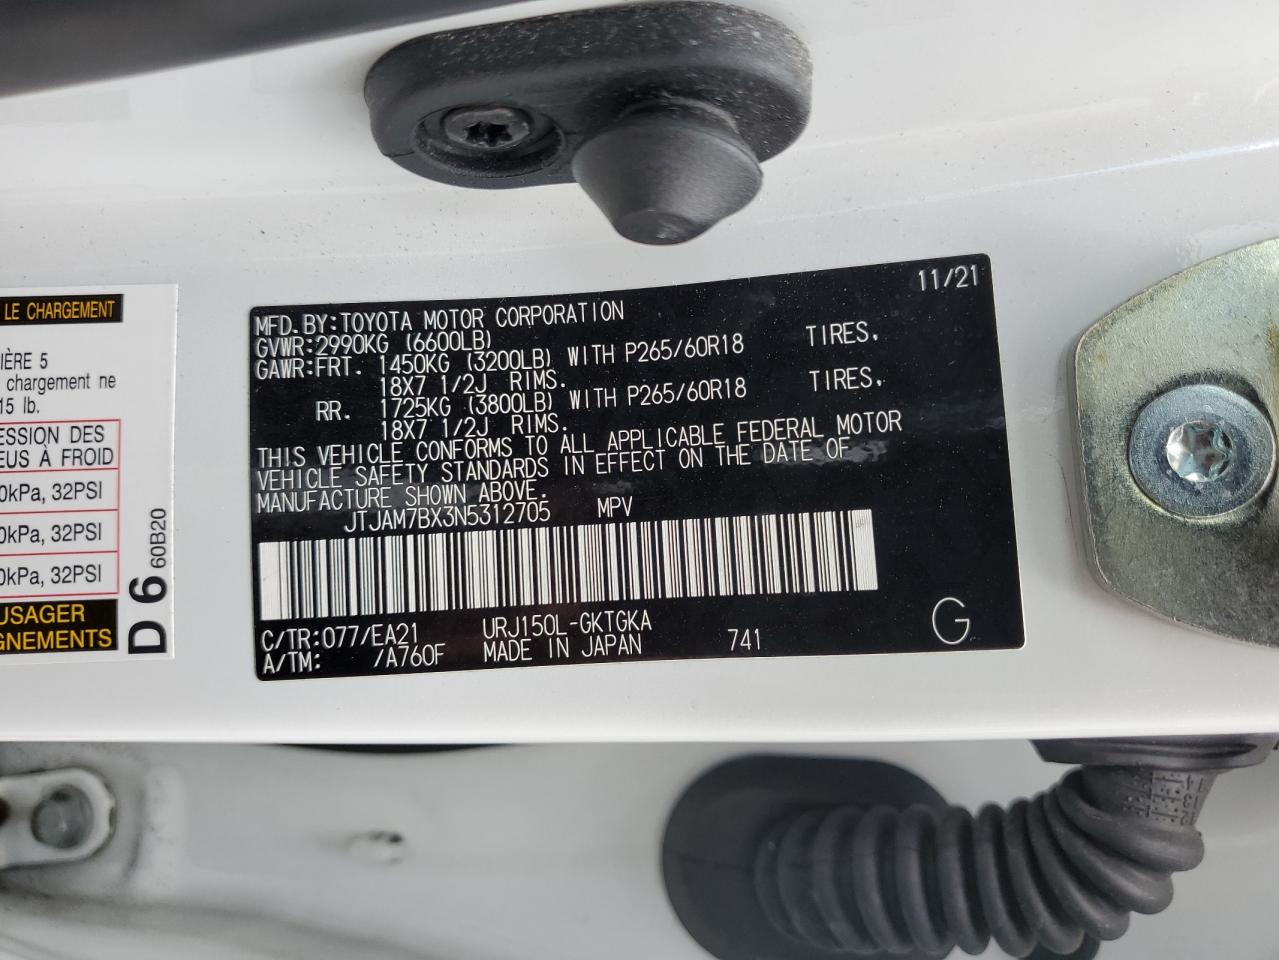 LE CHARGEMENT
IÈRE 5
chargement ne
15 lb.
ESSION DES
EUS À FROID
0kPa, 32PSI
0kPa, 32PSI
0kPa, 32PSI
USAGER
GNEMENTS
D 6 60B20
11/21
MFD. BY:TOYOTA MOTOR CORPORATION
GVWR:2990KG (6600LB)
GAWR:FRT. 1450KG (3200LB) WITH P265/60R18 TIRES.
18X7 1/2J RIMS.
RR. 1725KG (3800LB) WITH P265/60R18 TIRES.
18X7 1/2J RIMS.
THIS VEHICLE CONFORMS TO ALL APPLICABLE FEDERAL MOTOR
VEHICLE SAFETY STANDARDS IN EFFECT ON THE DATE OF
MANUFACTURE SHOWN ABOVE.
JTJAM7BX3N5312705 MPV
C/TR:077/EA21 URJ150L-GKTGKA
A/TM: /A760F MADE IN JAPAN 741 G